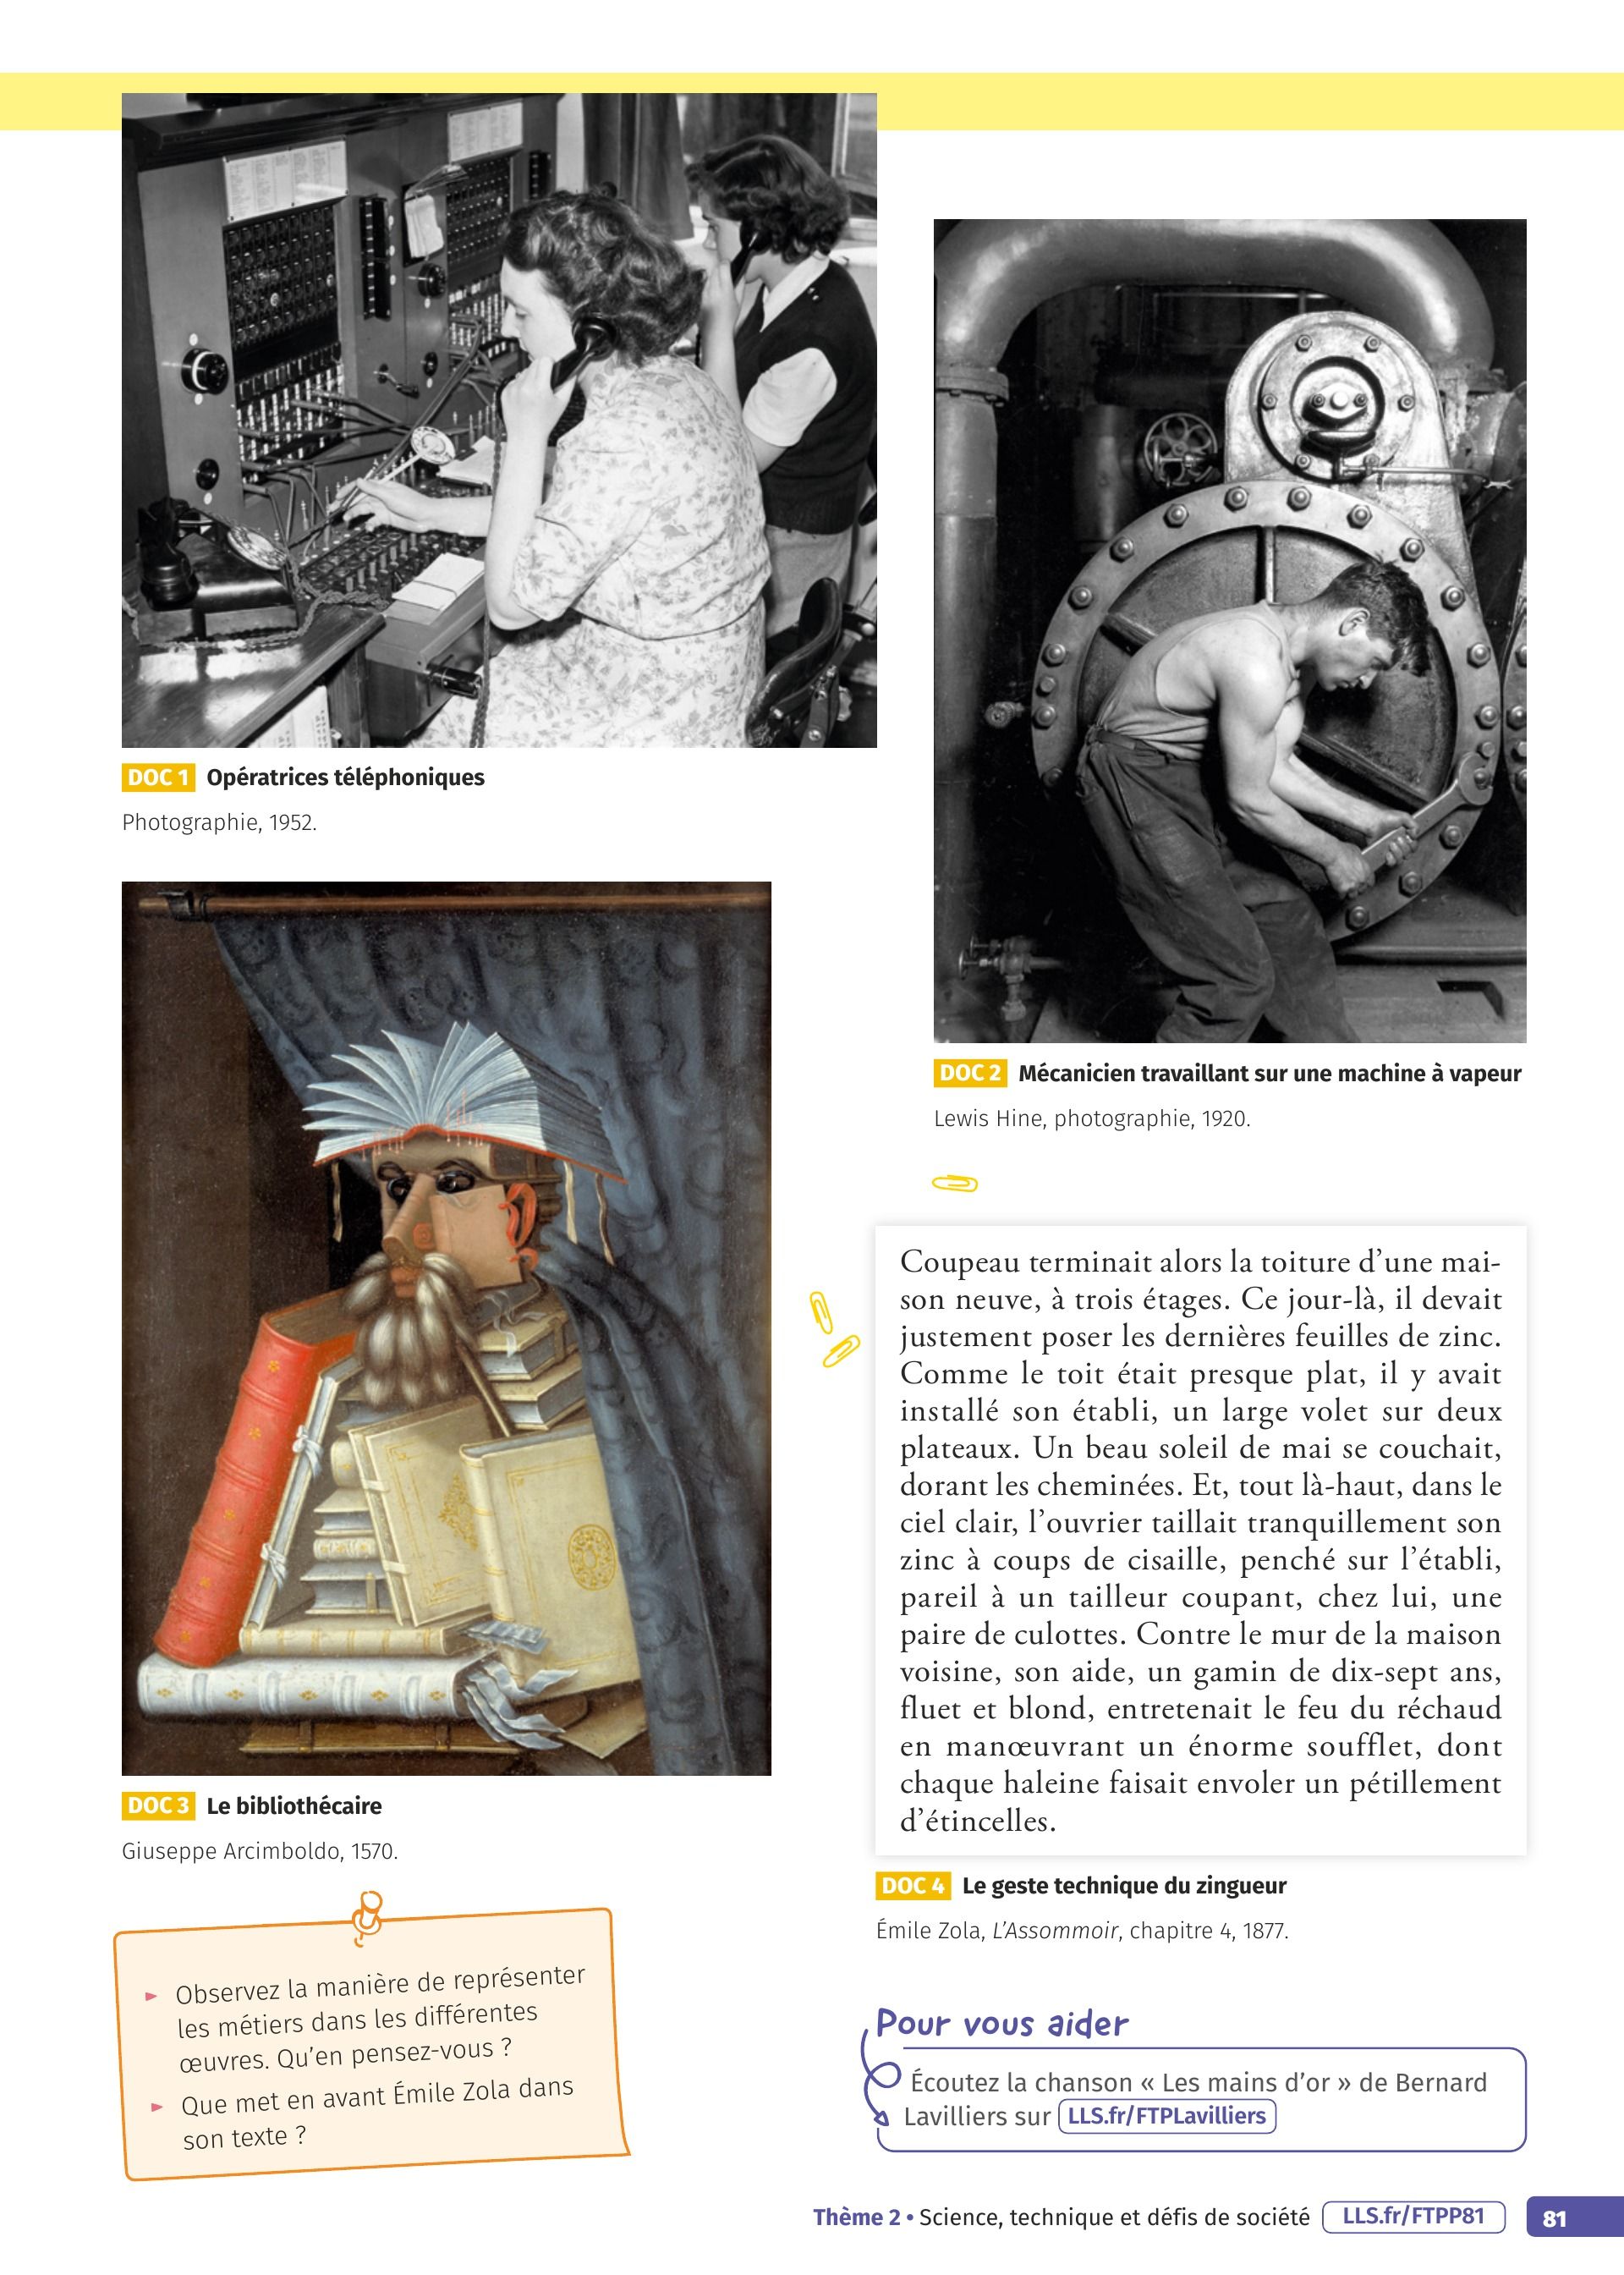 DOC 1 Opératrices téléphoniques
Photographie, 1952.
DOC 2 Mécanicien travaillant sur une machine à vapeur
Lewis Hine, photographie, 1920.
DOC 3 Le bibliothécaire
Giuseppe Arcimboldo, 1570.
Coupeau terminait alors la toiture d’une mai-
son neuve, à trois étages. Ce jour-là, il devait
justement poser les dernières feuilles de zinc.
Comme le toit était presque plat, il y avait
installé son établi, un large volet sur deux
plateaux. Un beau soleil de mai se couchait,
dorant les cheminées. Et, tout là-haut, dans le
ciel clair, l’ouvrier taillait tranquillement son
zinc à coups de cisaille, penché sur l’établi,
pareil à un tailleur coupant, chez lui, une
paire de culottes. Contre le mur de la maison
voisine, son aide, un gamin de dix-sept ans,
fluet et blond, entretenait le feu du réchaud
en manœuvrant un énorme soufflet, dont
chaque haleine faisait envoler un pétillement
d’étincelles.
DOC 4 Le geste technique du zingueur
Émile Zola, L’Assommoir, chapitre 4, 1877.
► Observez la manière de représenter
les métiers dans les différentes
œuvres. Qu’en pensez-vous ?
► Que met en avant Émile Zola dans
son texte ?
Pour vous aider
Écoutez la chanson « Les mains d’or » de Bernard
Lavilliers sur LLS.fr/FTPLavilliers
Thème 2 • Science, technique et défis de société LLS.fr/FTPP81 81